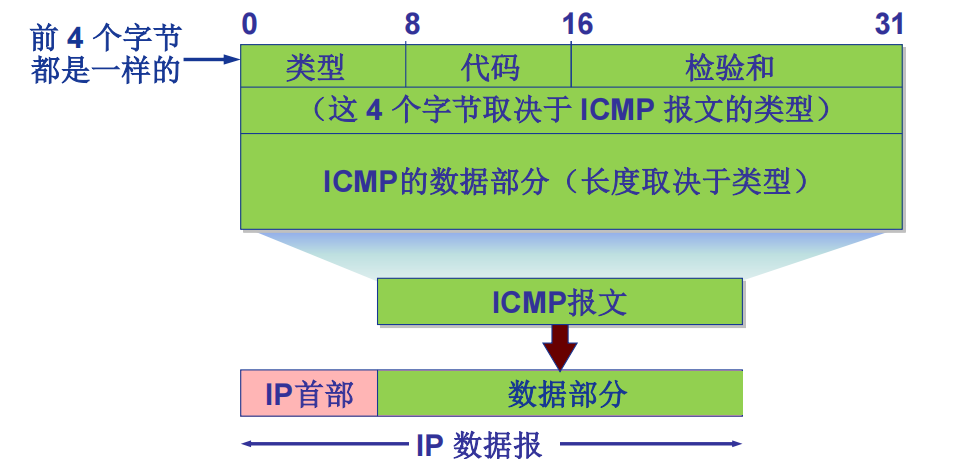 0 8 16 31
前 4 个字节
都是一样的
类型 代码 检验和
（这 4 个字节取决于 ICMP 报文的类型）
ICMP的数据部分（长度取决于类型）
ICMP报文
IP首部 数据部分
IP 数据报